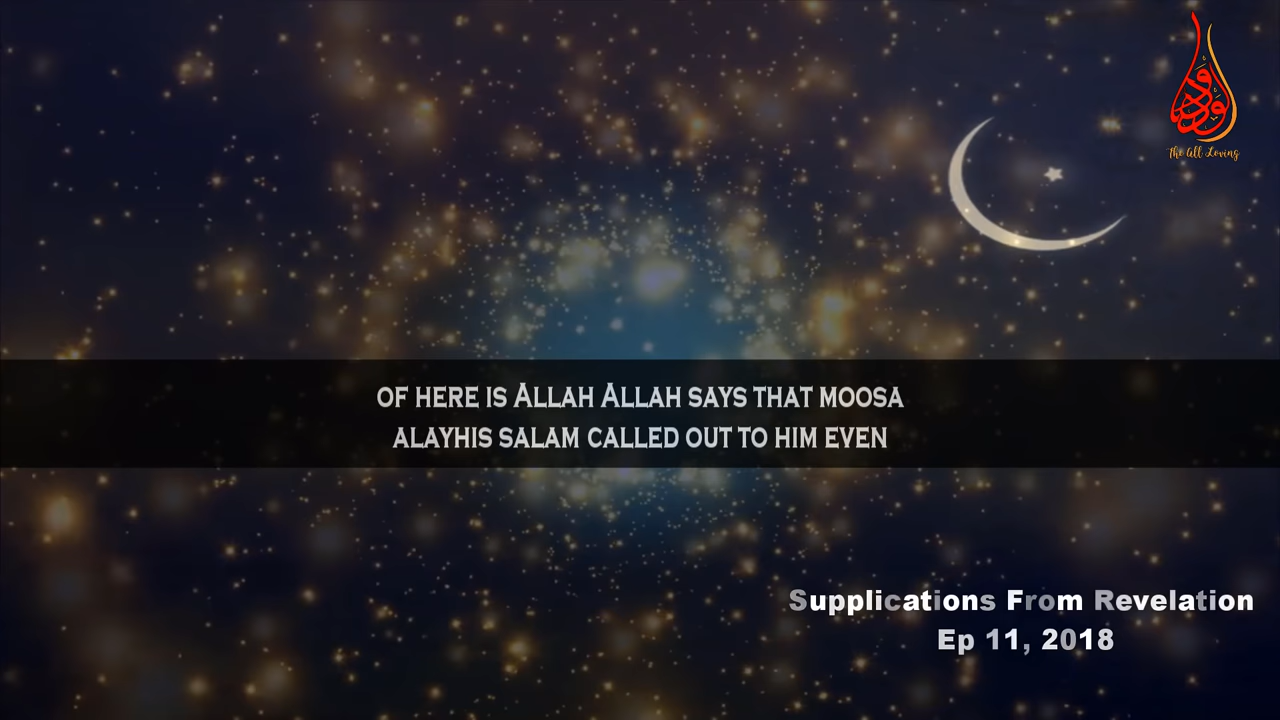 الودود
The All Loving
OF HERE IS ALLAH ALLAH SAYS THAT MOOSA
ALAYHIS SALAM CALLED OUT TO HIM EVEN
Supplications From Revelation
Ep 11, 2018